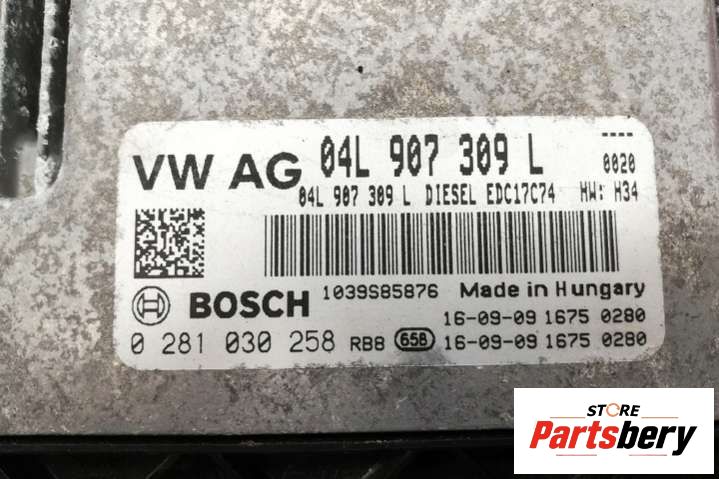 VW AG 04L 907 309 L ---- 0020
04L 907 309 L DIESEL EDC17C74 HW: H34
BOSCH 1039S85876 Made in Hungary
16-09-09 1675 0280
0 281 030 258 RB8 658 16-09-09 1675 0280
STORE
Partsbery